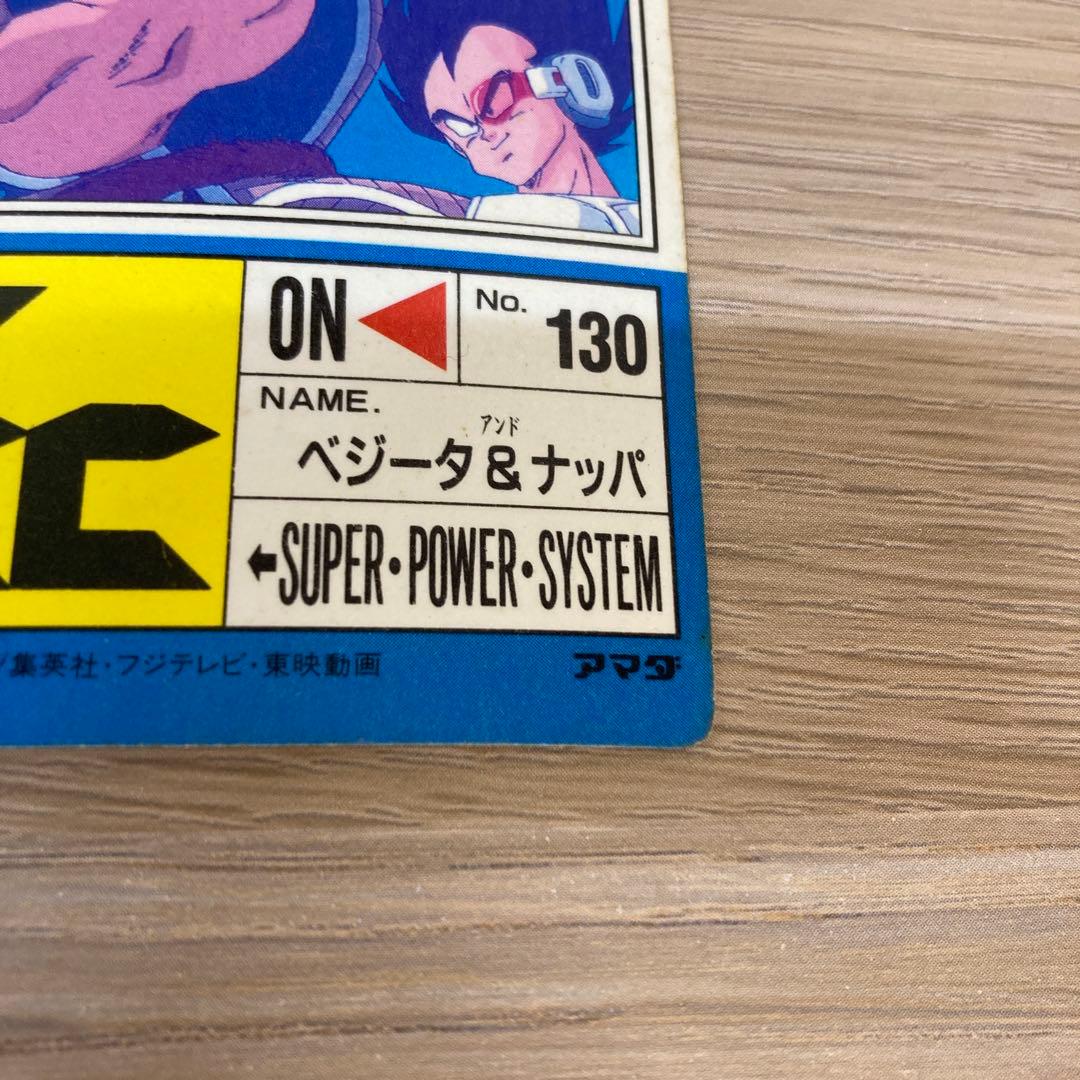 ON
No. 130
NAME.
アンド
ベジータ&ナッパ
←SUPER・POWER・SYSTEM
/集英社・フジテレビ・東映動画
アマダ